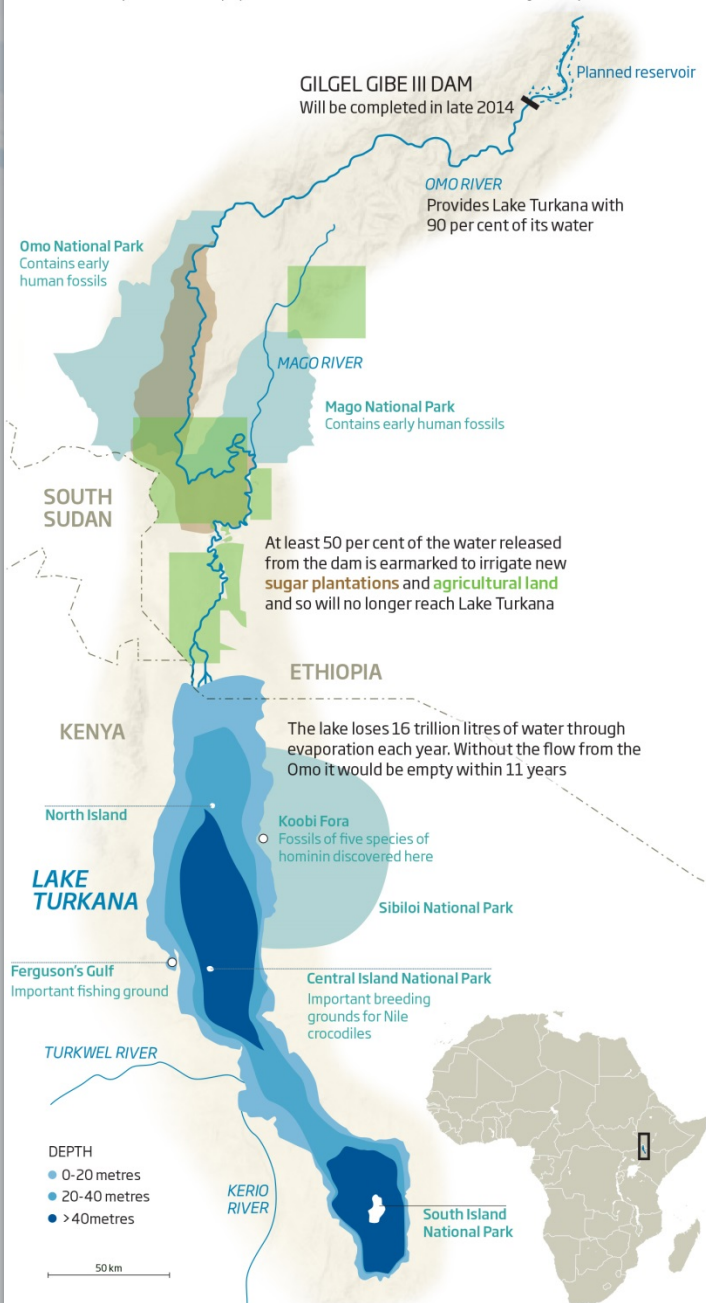 GILGEL GIBE III DAM
Will be completed in late 2014
Planned reservoir
OMO RIVER
Provides Lake Turkana with
90 per cent of its water
Omo National Park
Contains early
human fossils
MAGO RIVER
Mago National Park
Contains early human fossils
SOUTH
SUDAN
At least 50 per cent of the water released
from the dam is earmarked to irrigate new
sugar plantations and agricultural land
and so will no longer reach Lake Turkana
ETHIOPIA
KENYA
The lake loses 16 trillion litres of water through
evaporation each year. Without the flow from the
Omo it would be empty within 11 years
North Island
Koobi Fora
Fossils of five species of
hominin discovered here
LAKE
TURKANA
Sibiloi National Park
Ferguson's Gulf
Important fishing ground
Central Island National Park
Important breeding
grounds for Nile
crocodiles
TURKWEL RIVER
DEPTH
0-20 metres
20-40 metres
>40metres
KERIO
RIVER
South Island
National Park
50 km